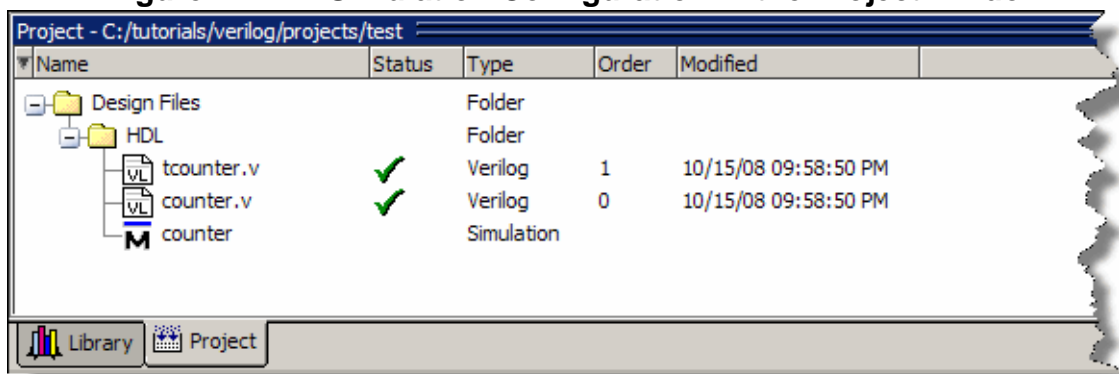 Project - C:/tutorials/verilog/projects/test
Name Status Type Order Modified
Design Files Folder
HDL Folder
VL tcounter.v Verilog 1 10/15/08 09:58:50 PM
VL counter.v Verilog 0 10/15/08 09:58:50 PM
M counter Simulation
Library Project